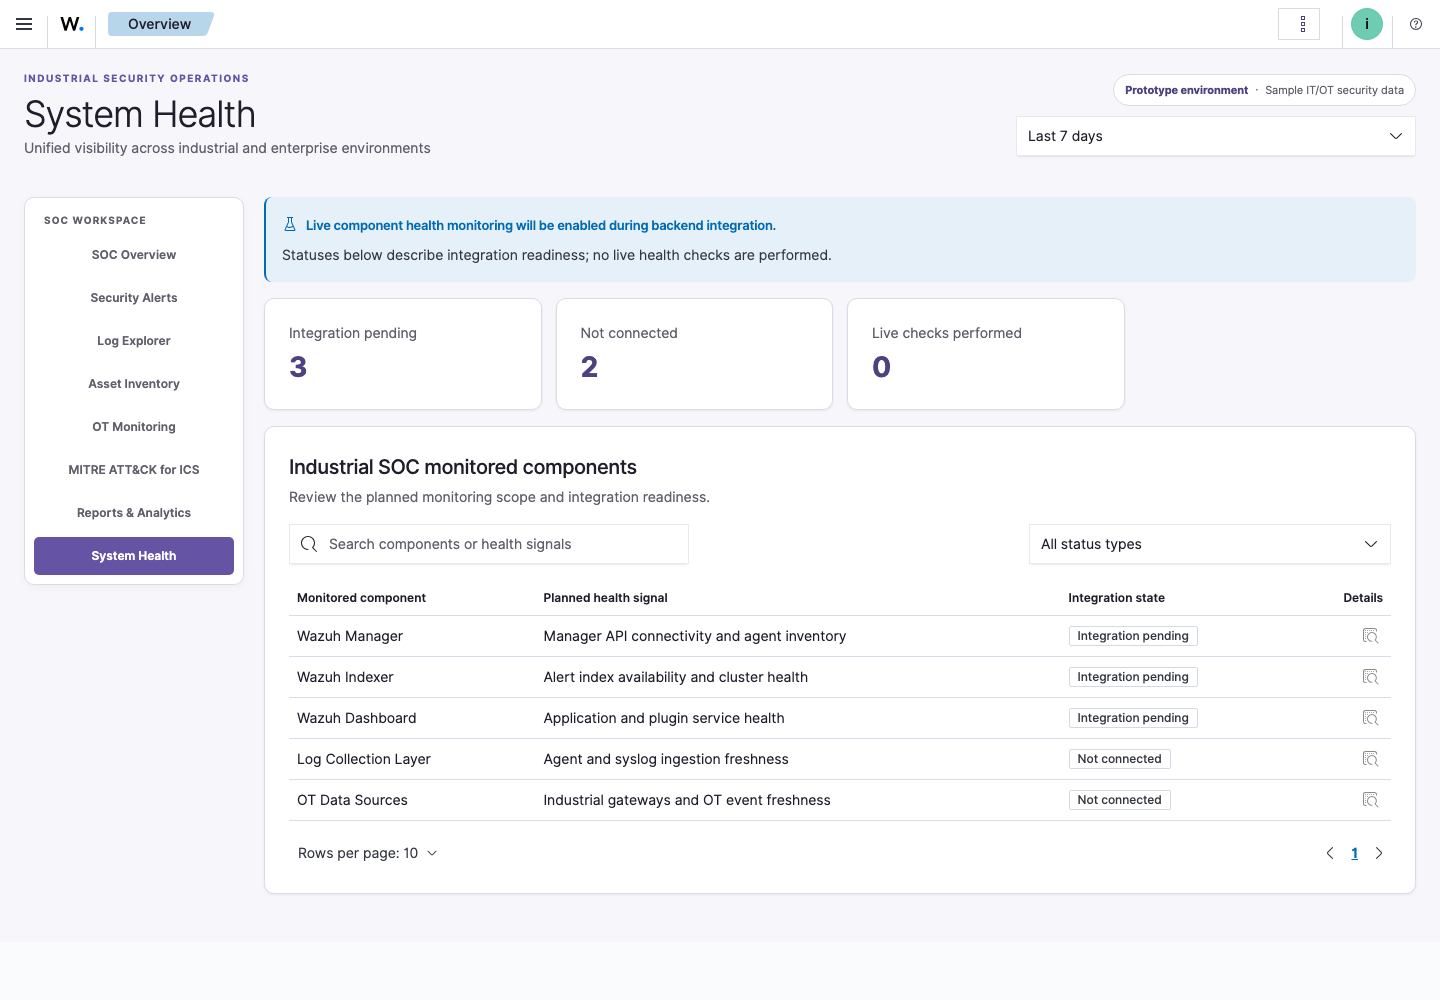 W.
Overview
i
INDUSTRIAL SECURITY OPERATIONS
System Health
Unified visibility across industrial and enterprise environments
Prototype environment · Sample IT/OT security data
Last 7 days
SOC WORKSPACE
SOC Overview
Security Alerts
Log Explorer
Asset Inventory
OT Monitoring
MITRE ATT&CK for ICS
Reports & Analytics
System Health
Live component health monitoring will be enabled during backend integration.
Statuses below describe integration readiness; no live health checks are performed.
Integration pending
3
Not connected
2
Live checks performed
0
Industrial SOC monitored components
Review the planned monitoring scope and integration readiness.
Search components or health signals
All status types
Monitored component Planned health signal Integration state Details
Wazuh Manager Manager API connectivity and agent inventory Integration pending
Wazuh Indexer Alert index availability and cluster health Integration pending
Wazuh Dashboard Application and plugin service health Integration pending
Log Collection Layer Agent and syslog ingestion freshness Not connected
OT Data Sources Industrial gateways and OT event freshness Not connected
Rows per page: 10
1